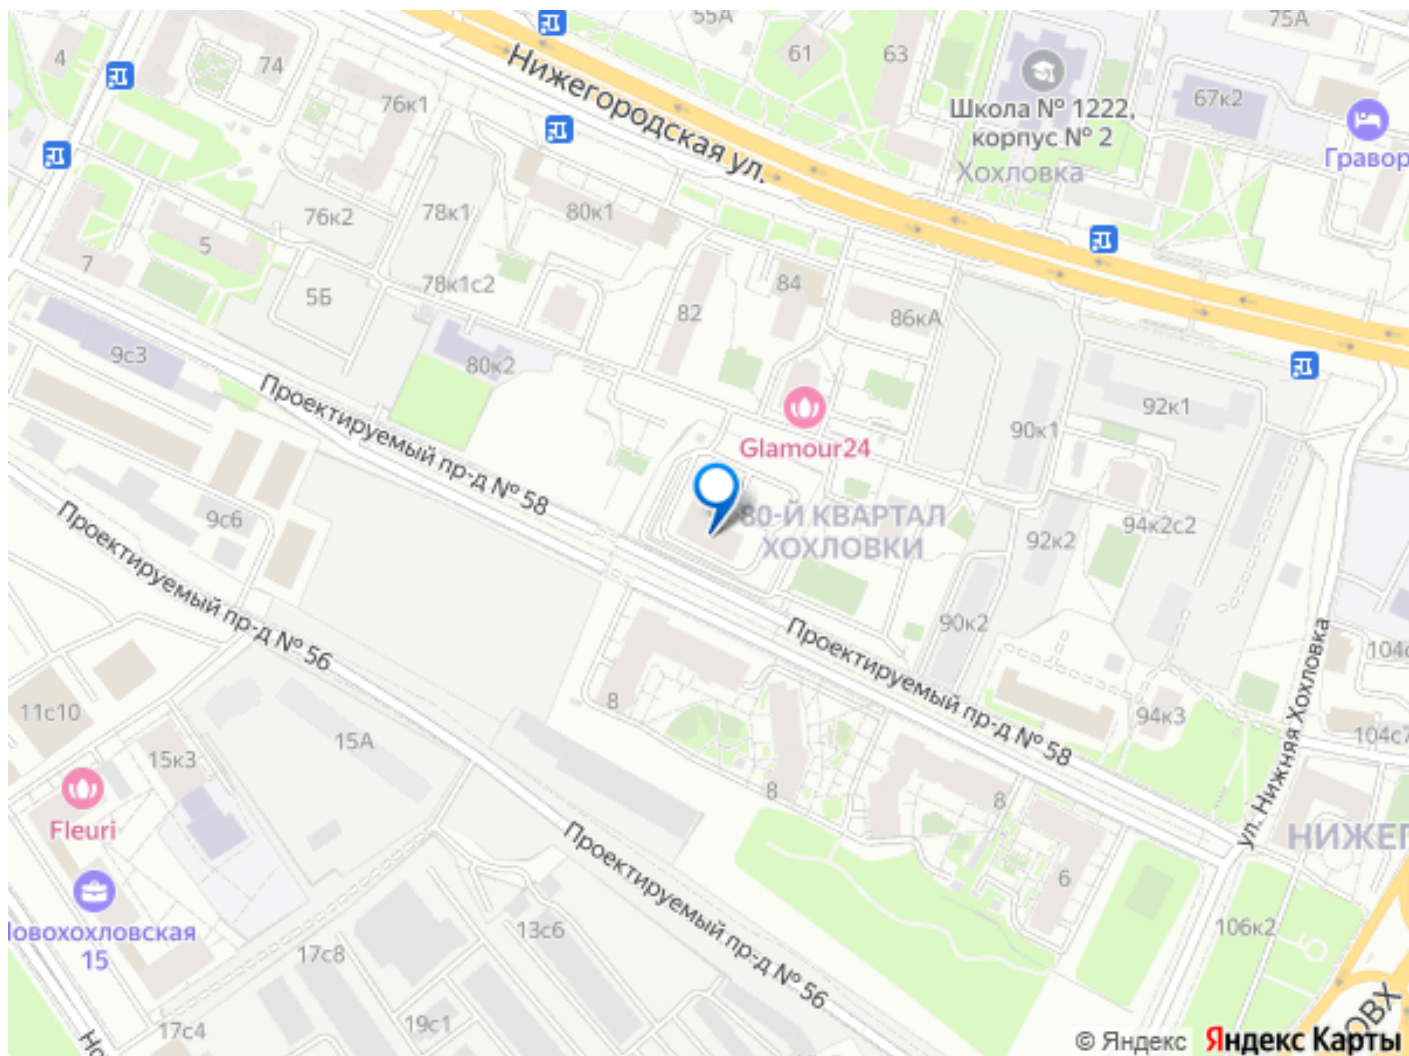 55А
75А
4
74
61
63
Нижегородская ул.
67к2
76к1
Школа № 1222,
корпус № 2
Хохловка
Гравор
76к2
78к1
80к1
5
7
5Б
78к1с2
82
84
86кА
9с3
80к2
Проектируемый пр-д № 58
Glamour24
92к1
90к1
9с6
80-Й КВАРТАЛ
ХОХЛОВКИ
92к2
94к2с2
Проектируемый пр-д № 56
90к2
Проектируемый пр-д № 58
ул. Нижняя Хохловка
104с
11с10
8
94к3
104с7
15А
15к3
8
8
Fleuri
НИЖЕГ
Проектируемый пр-д № 56
6
106к2
Новохохловская
15
13с6
17с8
17с4
19с1
Но
ОВХ
© Яндекс Яндекс Карты